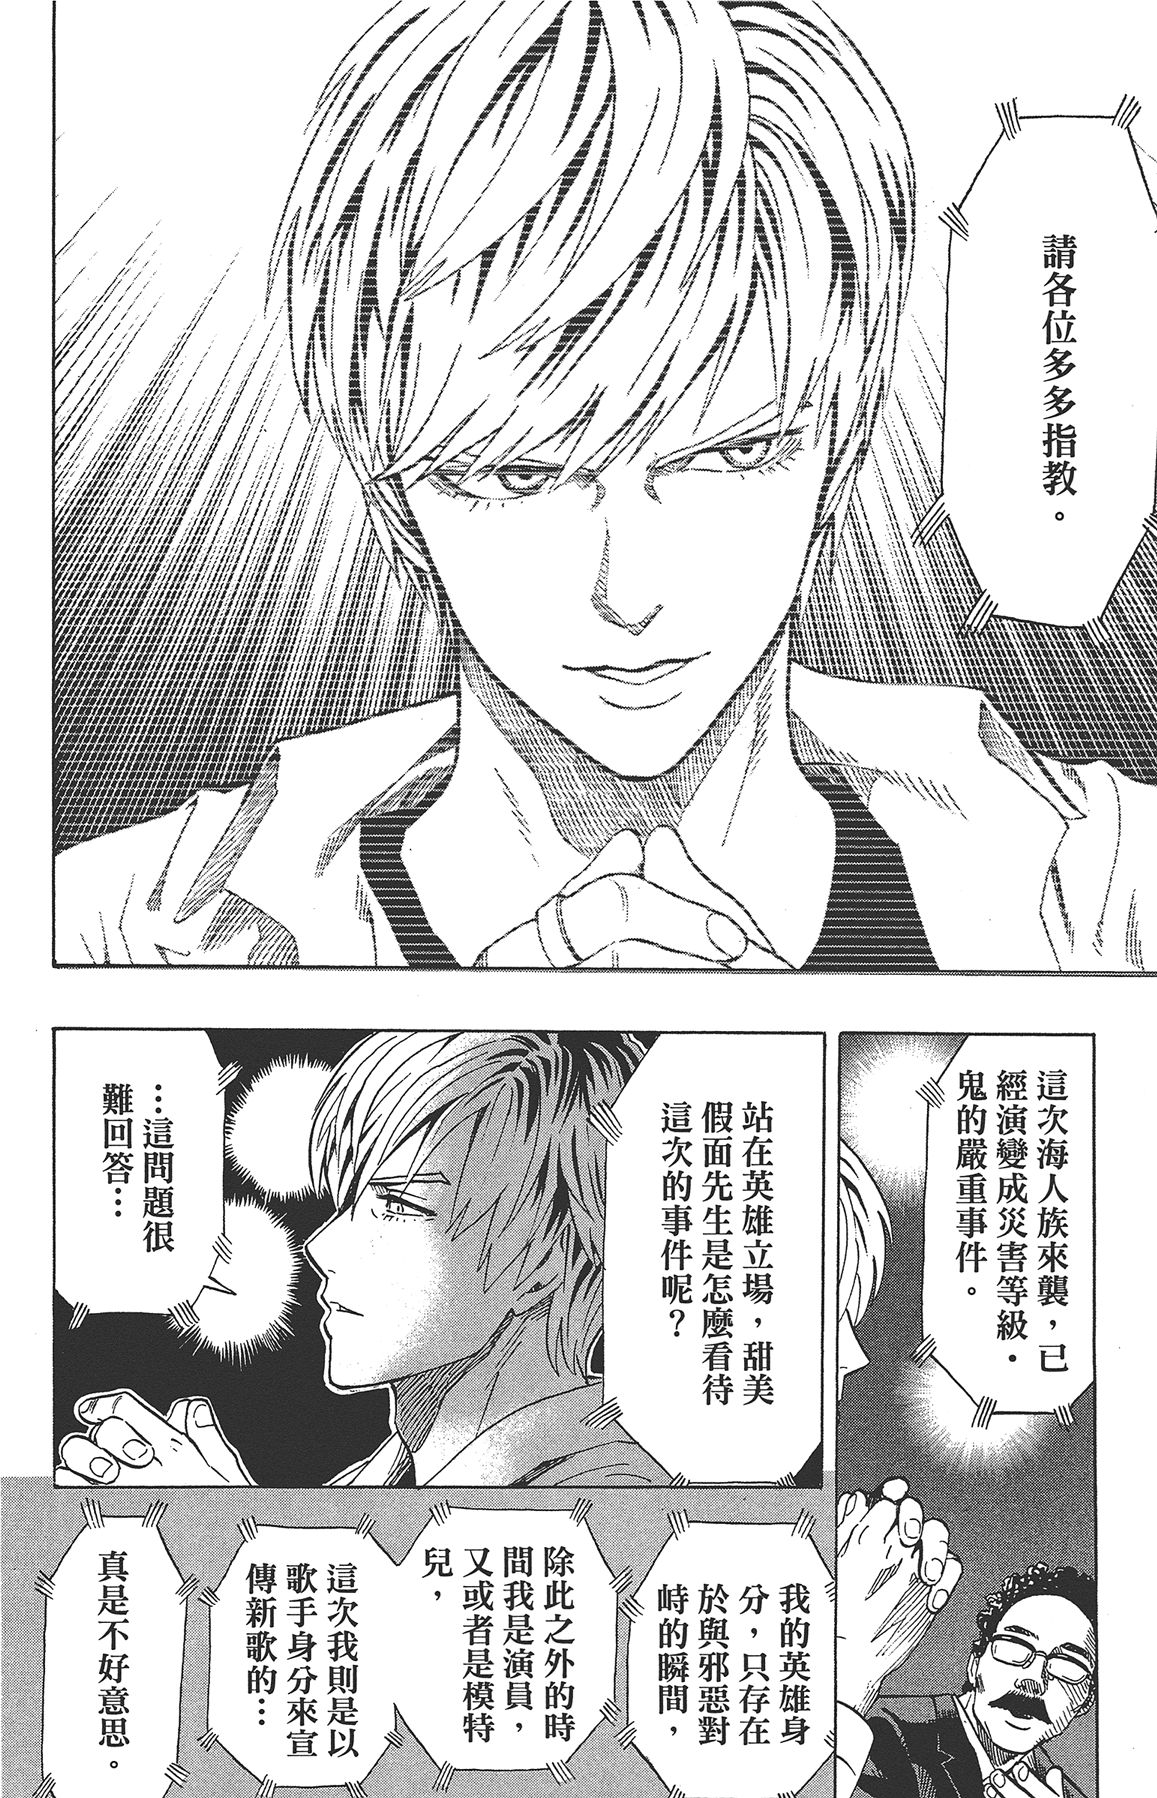 請各位多多指教。
這次海人族來襲，已
經演變成災害等級・
鬼的嚴重事件。
站在英雄立場，甜美
假面先生是怎麼看待
這次的事件呢？
…這問題很
難回答…
我的英雄身
分，只存在
於與邪惡對
峙的瞬間，
除此之外的時
間我是演員，
又或者是模特
兒，
這次我則是以
歌手身分來宣
傳新歌的…
真是不好意思。